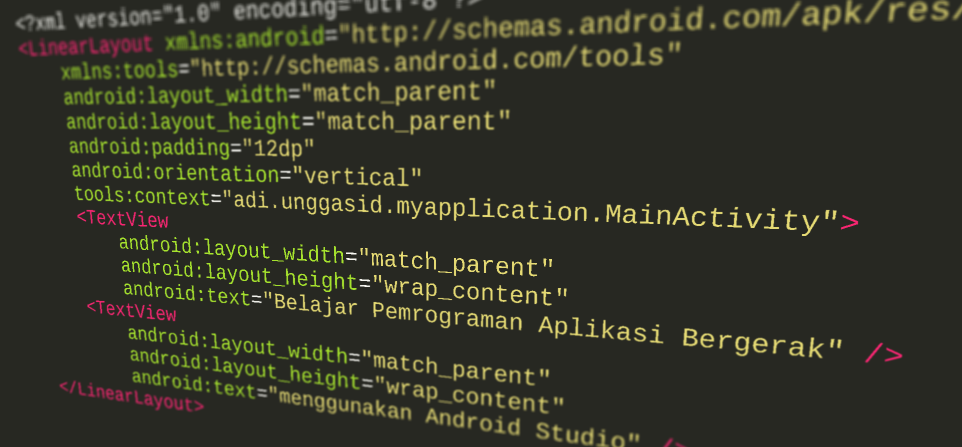 <?xml version="1.0" encoding="utf-8"?>
<LinearLayout xmlns:android="http://schemas.android.com/apk/res/
xmlns:tools="http://schemas.android.com/tools"
android:layout_width="match_parent"
android:layout_height="match_parent"
android:padding="12dp"
android:orientation="vertical"
tools:context="adi.unggasid.myapplication.MainActivity">
<TextView
android:layout_width="match_parent"
android:layout_height="wrap_content"
android:text="Belajar Pemrograman Aplikasi Bergerak" />
<TextView
android:layout_width="match_parent"
android:layout_height="wrap_content"
android:text="menggunakan Android Studio" />
</LinearLayout>